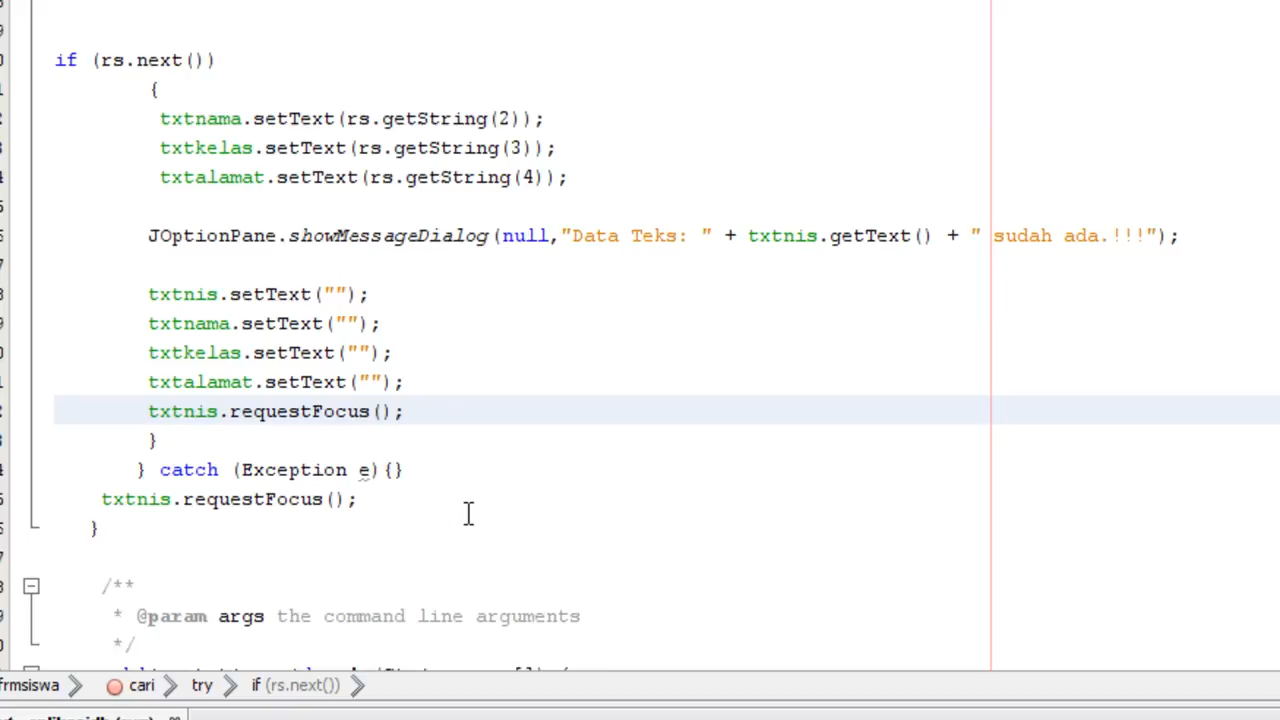 if (rs.next())
{
txtnama.setText(rs.getString(2));
txtkelas.setText(rs.getString(3));
txtalamat.setText(rs.getString(4));
JOptionPane.showMessageDialog(null,"Data Teks: " + txtnis.getText() + " sudah ada.!!!");
txtnis.setText("");
txtnama.setText("");
txtkelas.setText("");
txtalamat.setText("");
txtnis.requestFocus();
}
} catch (Exception e){}
txtnis.requestFocus();
}
/**
* @param args the command line arguments
*/
frmsiswa cari try if (rs.next())